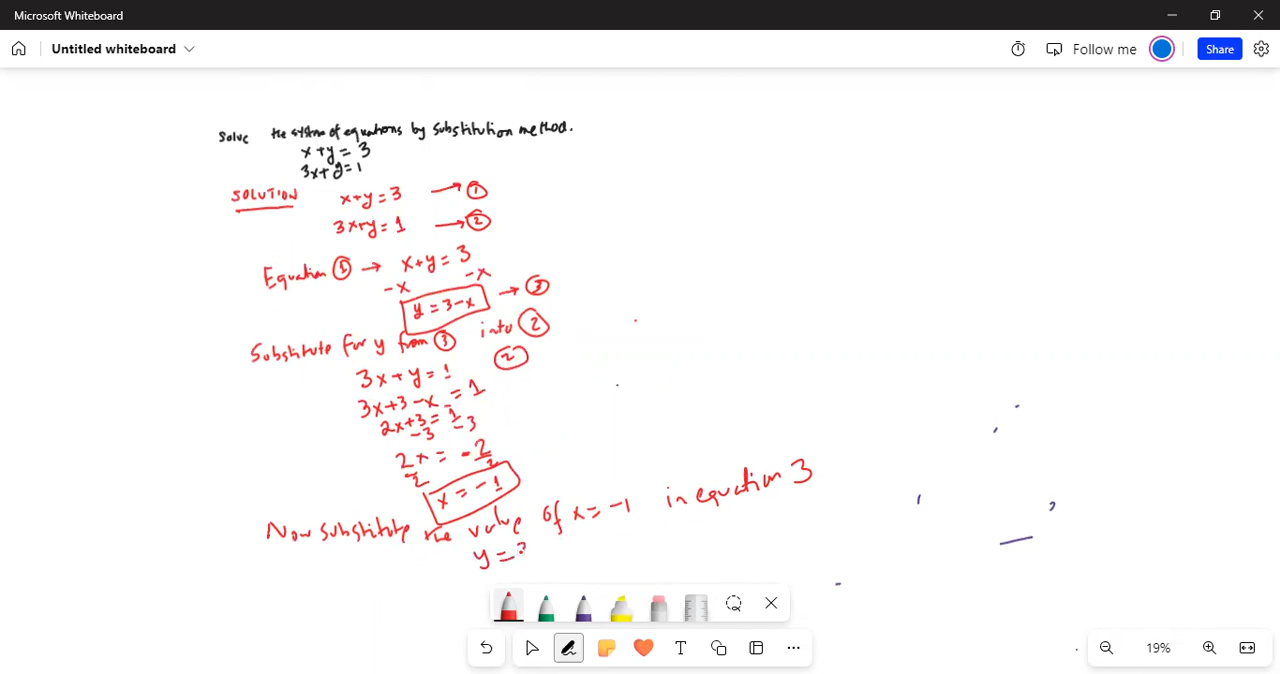 Microsoft Whiteboard
Untitled whiteboard
Follow me
Share
Solve the system of equations by substitution method.
x+y=3
3x+y=1
SOLUTION x+y=3 → ①
3x+y=1 → ②
Equation ① → x+y=3
-x -x
y=3-x → ③
Substitute for y from ③ into ②
②
3x+y=1
3x+3-x=1
2x+3=1
-3 -3
2x=-2
2 2
x=-1
Now substitute the value of x=-1 in equation 3
y=3
19%